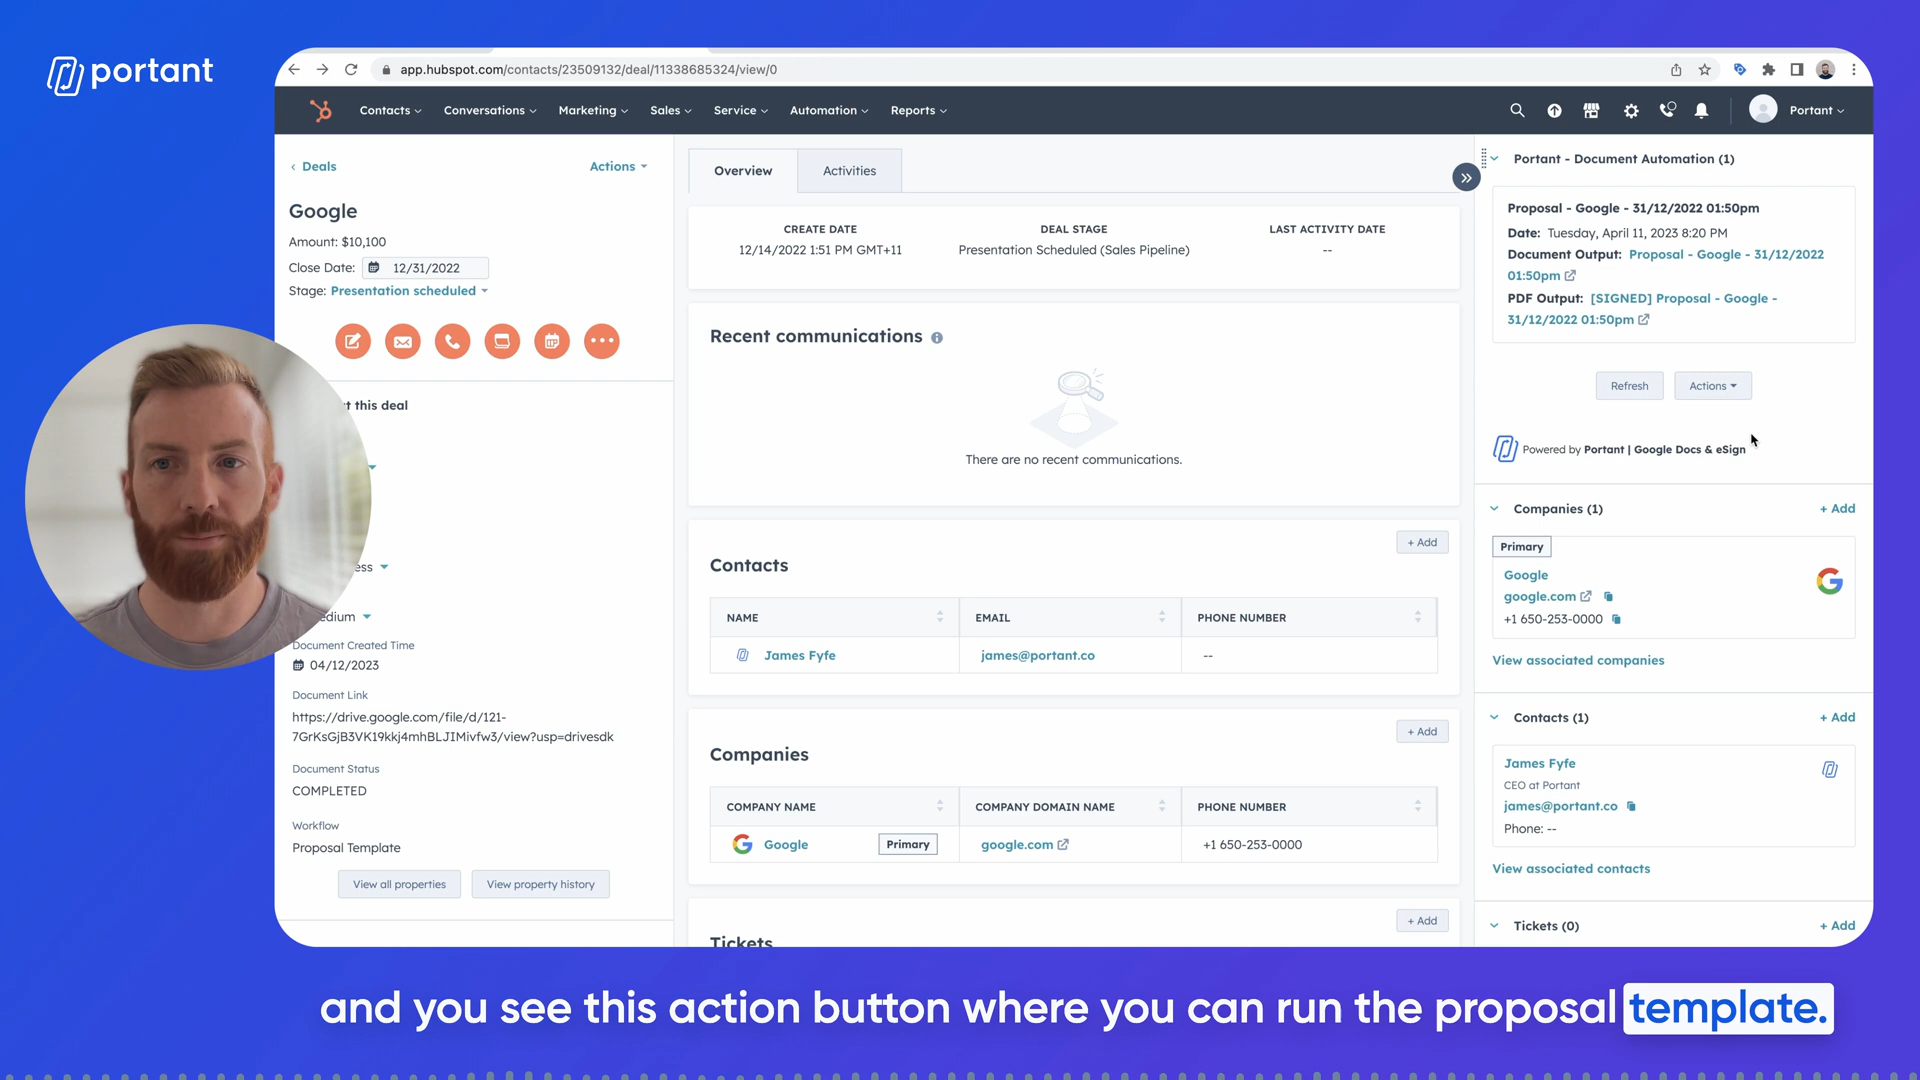 portant
app.hubspot.com/contacts/23509132/deal/11338685324/view/0
Contacts
Conversations
Marketing
Sales
Service
Automation
Reports
Portant
Deals
Actions
Google
Amount: $10,100
Close Date: 12/31/2022
Stage: Presentation scheduled
t this deal
ess
edium
Document Created Time
04/12/2023
Document Link
https://drive.google.com/file/d/121-
7GrKsGjB3VK19kkj4mhBLJIMivfw3/view?usp=drivesdk
Document Status
COMPLETED
Workflow
Proposal Template
View all properties
View property history
Overview
Activities
CREATE DATE
12/14/2022 1:51 PM GMT+11
DEAL STAGE
Presentation Scheduled (Sales Pipeline)
LAST ACTIVITY DATE
--
Recent communications
There are no recent communications.
+ Add
Contacts
NAME
EMAIL
PHONE NUMBER
James Fyfe
james@portant.co
--
+ Add
Companies
COMPANY NAME
COMPANY DOMAIN NAME
PHONE NUMBER
Google
Primary
google.com
+1 650-253-0000
+ Add
Tickets
Portant - Document Automation (1)
Proposal - Google - 31/12/2022 01:50pm
Date: Tuesday, April 11, 2023 8:20 PM
Document Output: Proposal - Google - 31/12/2022
01:50pm
PDF Output: [SIGNED] Proposal - Google -
31/12/2022 01:50pm
Refresh
Actions
Powered by Portant | Google Docs & eSign
Companies (1)
+ Add
Primary
Google
google.com
+1 650-253-0000
View associated companies
Contacts (1)
+ Add
James Fyfe
CEO at Portant
james@portant.co
Phone: --
View associated contacts
Tickets (0)
+ Add
and you see this action button where you can run the proposal template.